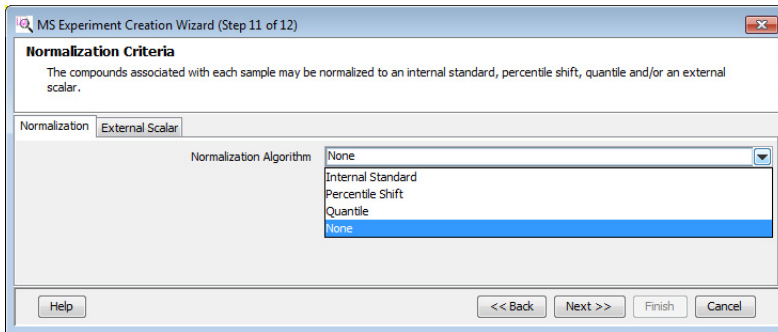 MS Experiment Creation Wizard (Step 11 of 12)
Normalization Criteria
The compounds associated with each sample may be normalized to an internal standard, percentile shift, quantile and/or an external
scalar.
Normalization External Scalar
Normalization Algorithm None
Internal Standard
Percentile Shift
Quantile
None
Help << Back Next >> Finish Cancel